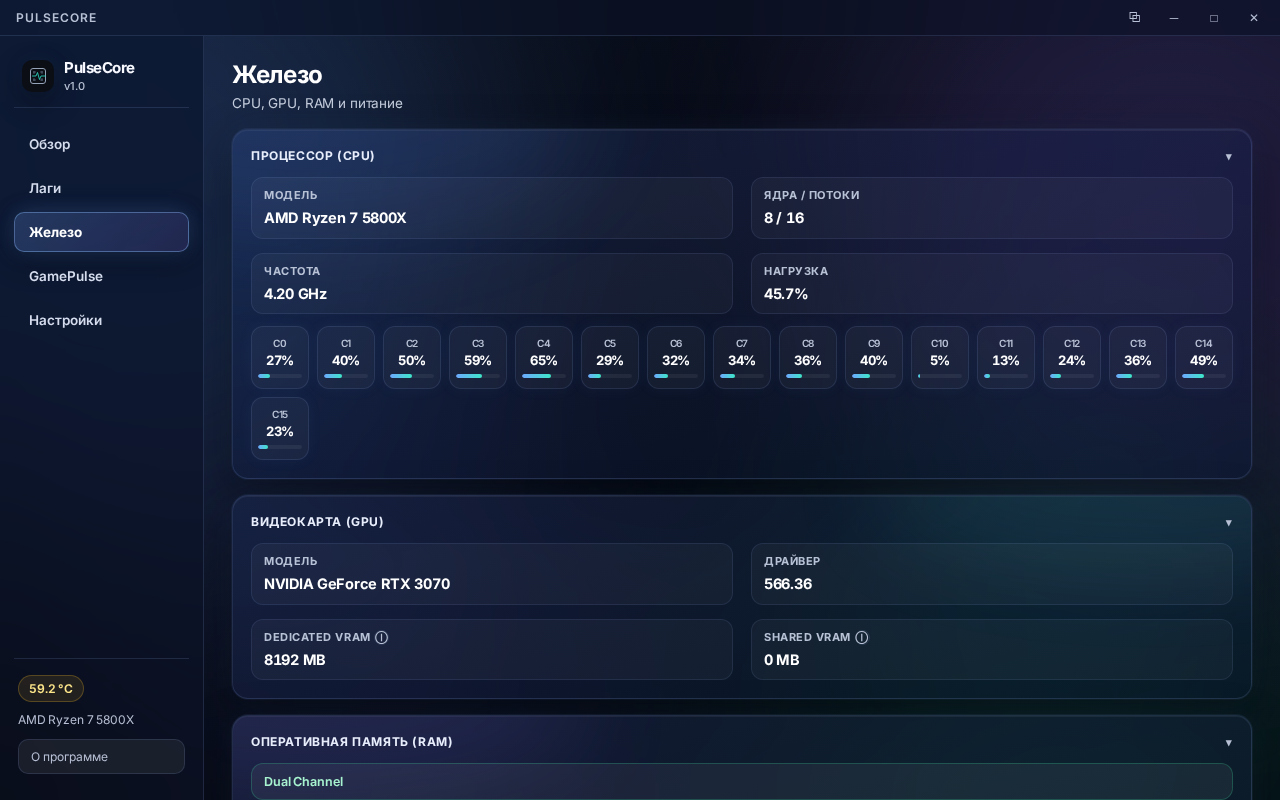 PULSECORE
PulseCore
v1.0
Обзор
Лаги
Железо
GamePulse
Настройки
59.2 °C
AMD Ryzen 7 5800X
О программе
Железо
CPU, GPU, RAM и питание
ПРОЦЕССОР (CPU)
МОДЕЛЬ
AMD Ryzen 7 5800X
ЯДРА / ПОТОКИ
8 / 16
ЧАСТОТА
4.20 GHz
НАГРУЗКА
45.7%
C0 C1 C2 C3 C4 C5 C6 C7 C8 C9 C10 C11 C12 C13 C14
27% 40% 50% 59% 65% 29% 32% 34% 36% 40% 5% 13% 24% 36% 49%
C15
23%
ВИДЕОКАРТА (GPU)
МОДЕЛЬ
NVIDIA GeForce RTX 3070
ДРАЙВЕР
566.36
DEDICATED VRAM ⓘ
8192 MB
SHARED VRAM ⓘ
0 MB
ОПЕРАТИВНАЯ ПАМЯТЬ (RAM)
Dual Channel